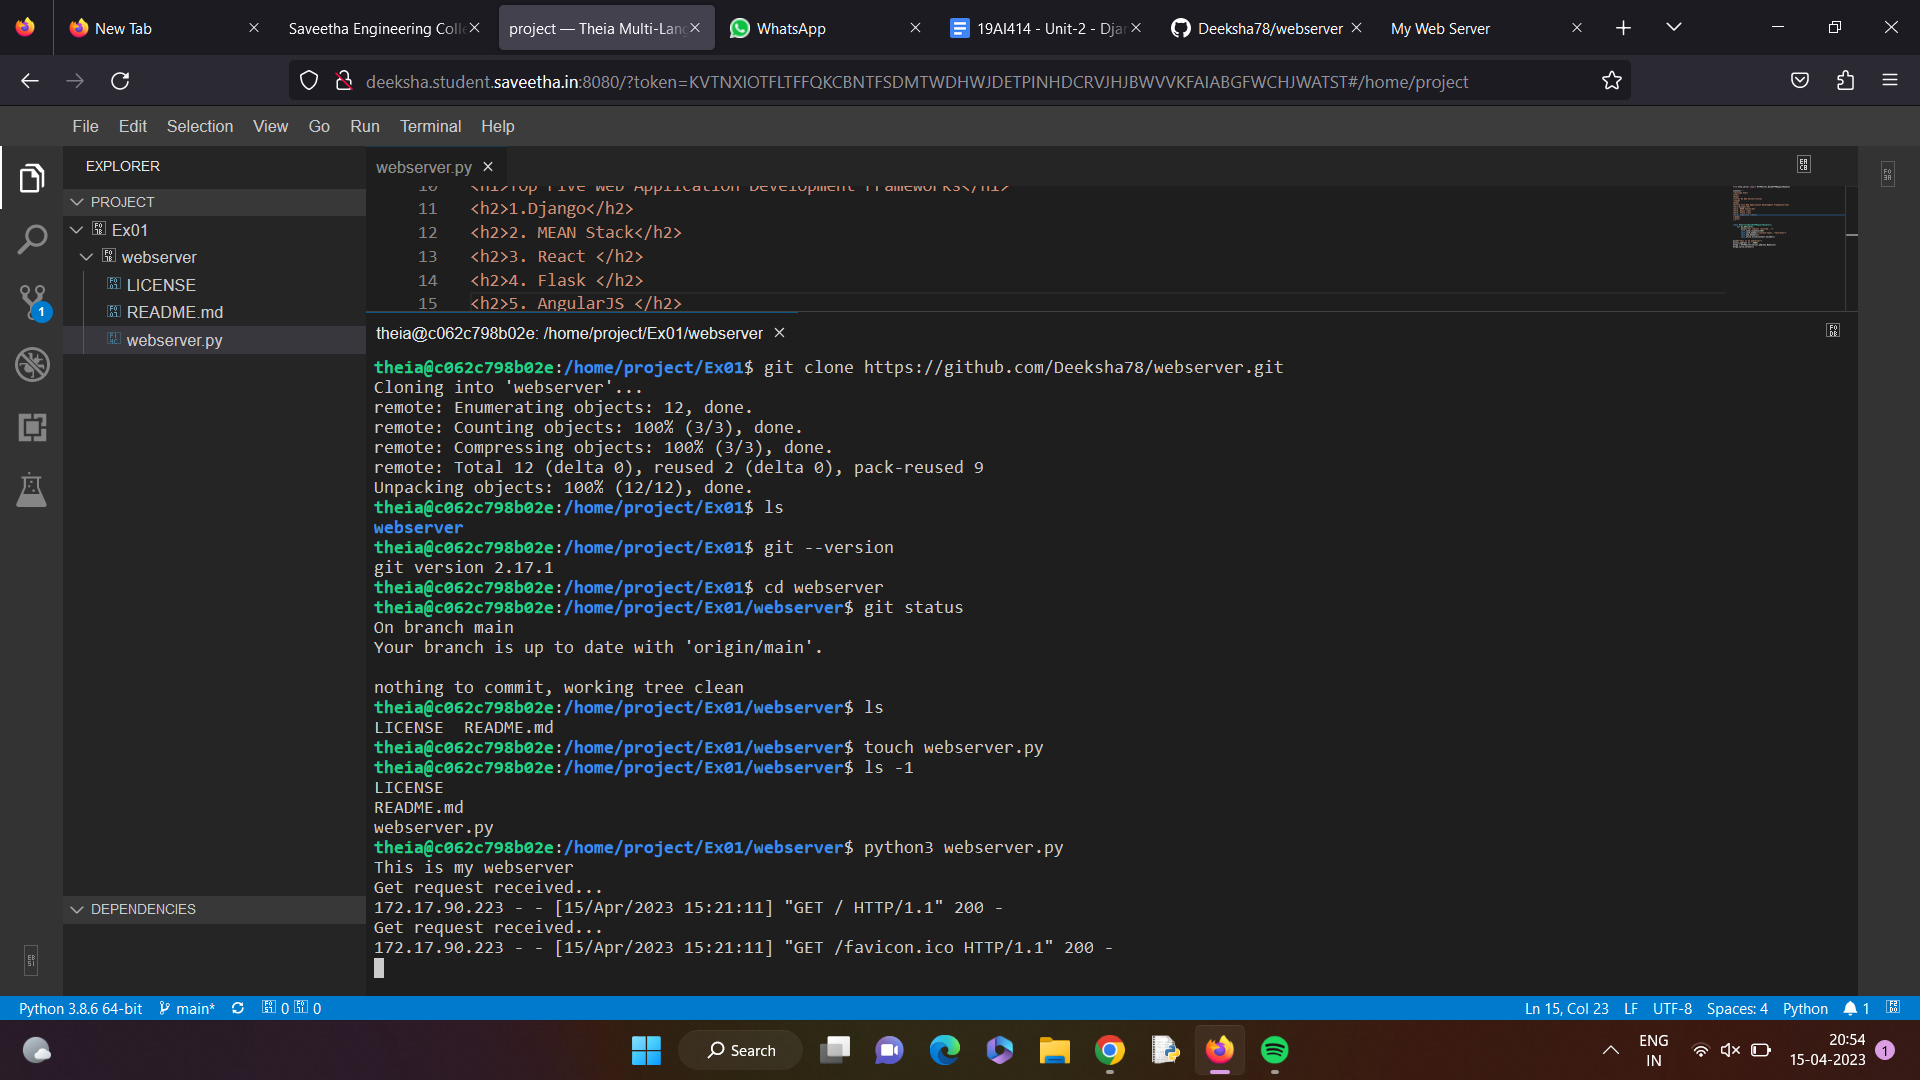 New Tab
Saveetha Engineering Colle
project — Theia Multi-Lang
WhatsApp
19AI414 - Unit-2 - Djan
Deeksha78/webserver
My Web Server
deeksha.student.saveetha.in:8080/?token=KVTNXIOTFLTFFQKCBNTFSDMTWDHWJDETPINHDCRVJHJBWVVKFAIABGFWCHJWATST#/home/project
File Edit Selection View Go Run Terminal Help
EXPLORER
PROJECT
Ex01
webserver
LICENSE
README.md
webserver.py
DEPENDENCIES
webserver.py
10 <h1>Top Five Web Application Development Frameworks</h1>
11 <h2>1.Django</h2>
12 <h2>2. MEAN Stack</h2>
13 <h2>3. React </h2>
14 <h2>4. Flask </h2>
15 <h2>5. AngularJS </h2>
theia@c062c798b02e: /home/project/Ex01/webserver
theia@c062c798b02e:/home/project/Ex01$ git clone https://github.com/Deeksha78/webserver.git
Cloning into 'webserver'...
remote: Enumerating objects: 12, done.
remote: Counting objects: 100% (3/3), done.
remote: Compressing objects: 100% (3/3), done.
remote: Total 12 (delta 0), reused 2 (delta 0), pack-reused 9
Unpacking objects: 100% (12/12), done.
theia@c062c798b02e:/home/project/Ex01$ ls
webserver
theia@c062c798b02e:/home/project/Ex01$ git --version
git version 2.17.1
theia@c062c798b02e:/home/project/Ex01$ cd webserver
theia@c062c798b02e:/home/project/Ex01/webserver$ git status
On branch main
Your branch is up to date with 'origin/main'.
nothing to commit, working tree clean
theia@c062c798b02e:/home/project/Ex01/webserver$ ls
LICENSE  README.md
theia@c062c798b02e:/home/project/Ex01/webserver$ touch webserver.py
theia@c062c798b02e:/home/project/Ex01/webserver$ ls -1
LICENSE
README.md
webserver.py
theia@c062c798b02e:/home/project/Ex01/webserver$ python3 webserver.py
This is my webserver
Get request received...
172.17.90.223 - - [15/Apr/2023 15:21:11] "GET / HTTP/1.1" 200 -
Get request received...
172.17.90.223 - - [15/Apr/2023 15:21:11] "GET /favicon.ico HTTP/1.1" 200 -
1
Python 3.8.6 64-bit main* 0 0
Ln 15, Col 23 LF UTF-8 Spaces: 4 Python 1
Search
ENG
IN
20:54
15-04-2023
1